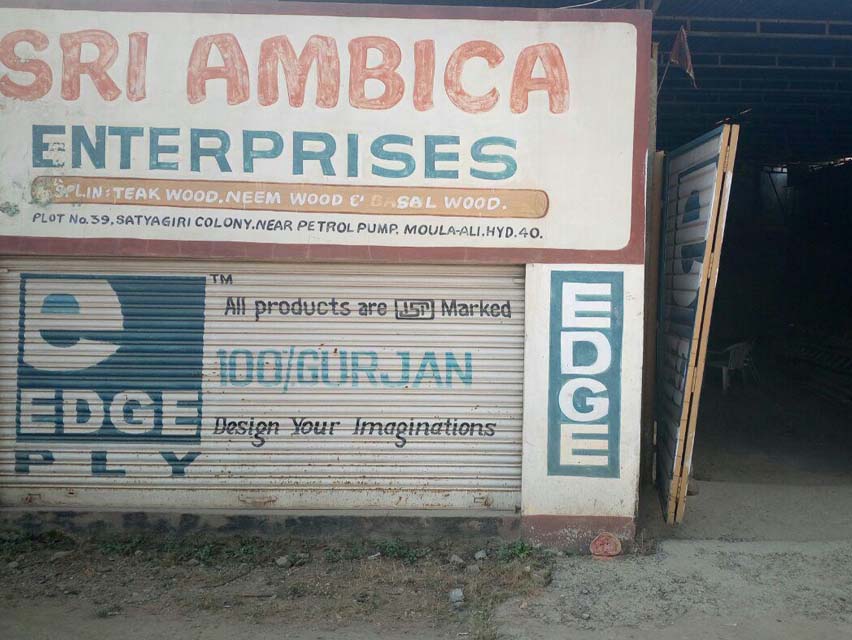 SRI AMBICA
ENTERPRISES
SPL.IN: TEAK WOOD, NEEM WOOD & BASAL WOOD.
PLOT No. 39, SATYAGIRI COLONY. NEAR PETROL PUMP, MOULA-ALI. HYD. 40.
e TM
EDGE
PLY
All products are ISI Marked
100/GURJAN
Design Your Imaginations
EDGE